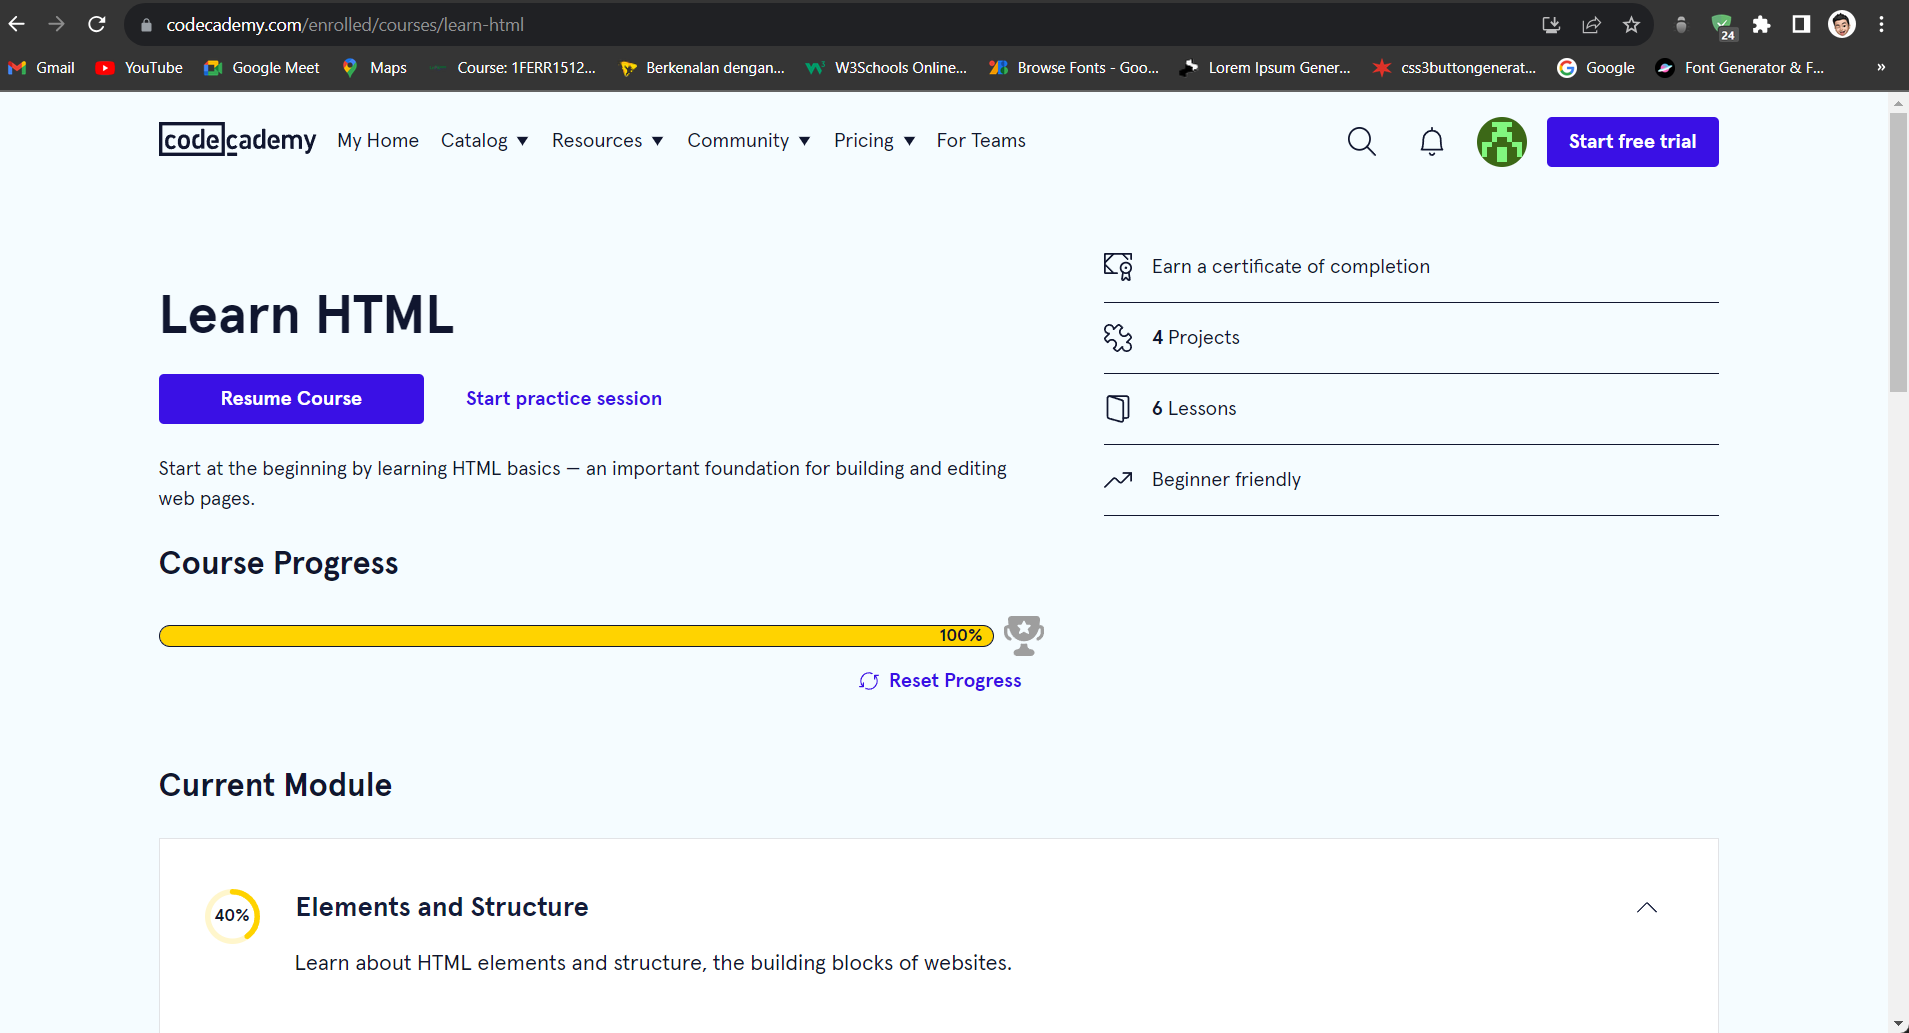 codecademy.com/enrolled/courses/learn-html
24
Gmail YouTube Google Meet Maps Course: 1FERR1512... Berkenalan dengan... W3Schools Online... Browse Fonts - Goo... Lorem Ipsum Gener... css3buttongenerat... Google Font Generator & F... »
codecademy My Home Catalog Resources Community Pricing For Teams Start free trial
Earn a certificate of completion
Learn HTML
4 Projects
Resume Course Start practice session
6 Lessons
Start at the beginning by learning HTML basics — an important foundation for building and editing
web pages.
Beginner friendly
Course Progress
100%
Reset Progress
Current Module
40% Elements and Structure
Learn about HTML elements and structure, the building blocks of websites.